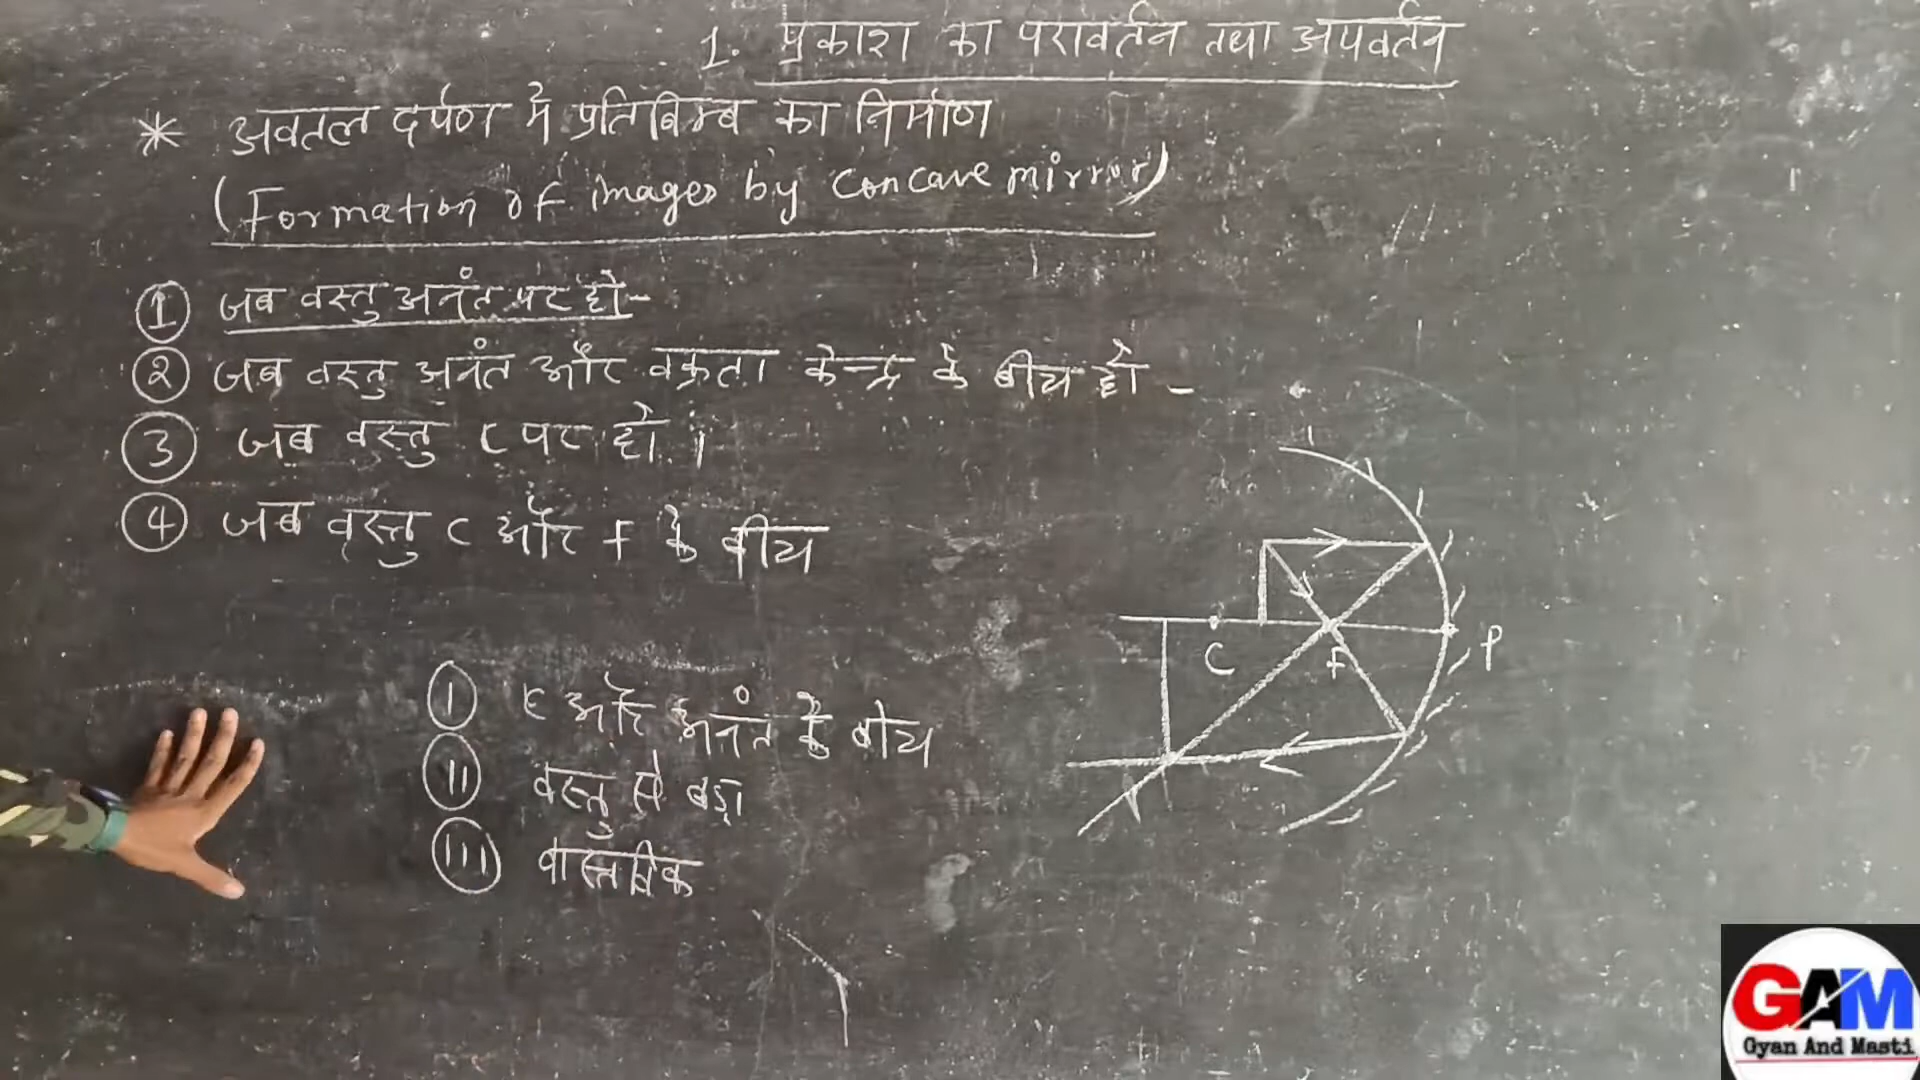 1. प्रकाश का परावर्तन तथा अपवर्तन
* अवतल दर्पण में प्रतिबिम्ब का निर्माण
(Formation of images by Concave mirror)
① जब वस्तु अनंत पर हो-
② जब वस्तु अनंत और वक्रता केन्द्र के बीच हो -
③ जब वस्तु C पर हो ।
④ जब वस्तु C और F के बीच
C F P
Ⓘ C और अनंत के बीच
ⓘⓘ वस्तु से बड़ा
ⓘⓘⓘ वास्तविक
GAM
Gyan And Masti